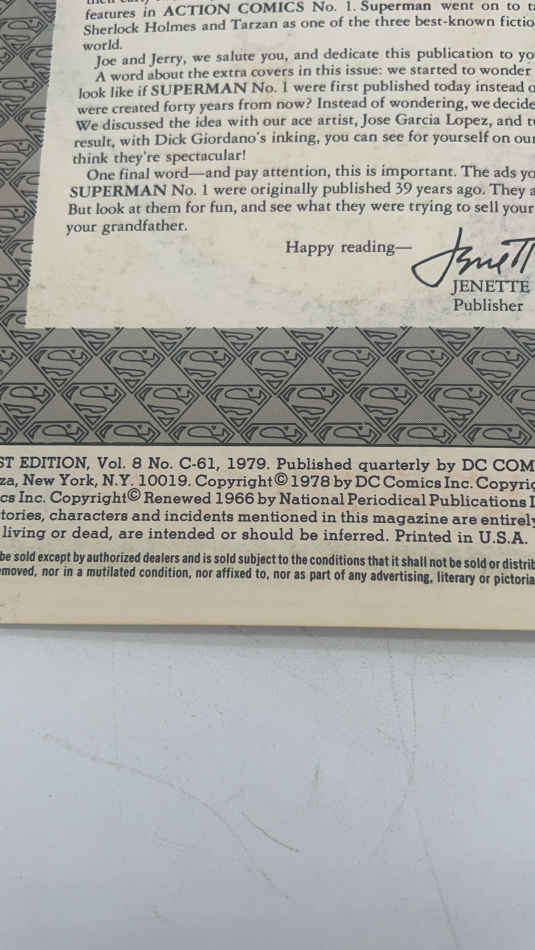 features in ACTION COMICS No. 1. Superman went on to
Sherlock Holmes and Tarzan as one of the three best-known
world.
Joe and Jerry, we salute you, and dedicate this publication to
A word about the extra covers in this issue: we started to wonder
look like if SUPERMAN No. 1 were first published today instead
were created forty years from now? Instead of wondering, we
We discussed the idea with our ace artist, Jose Garcia Lopez, and
result, with Dick Giordano's inking, you can see for yourself on
think they're spectacular!
One final word—and pay attention, this is important. The ads
SUPERMAN No. 1 were originally published 39 years ago. They
But look at them for fun, and see what they were trying to sell your
your grandfather.
Happy reading—
JENETTE
Publisher
ST EDITION, Vol. 8 No. C-61, 1979. Published quarterly by DC COM
za, New York, N.Y. 10019. Copyright © 1978 by DC Comics Inc.
cs Inc. Copyright © Renewed 1966 by National Periodical Publications
tories, characters and incidents mentioned in this magazine are entirely
living or dead, are intended or should be inferred. Printed in U.S.A.
be sold except by authorized dealers and is sold subject to the conditions that it shall not be sold or distrib
emoved, nor in a mutilated condition, nor affixed to, nor as part of any advertising, literary or pictoria